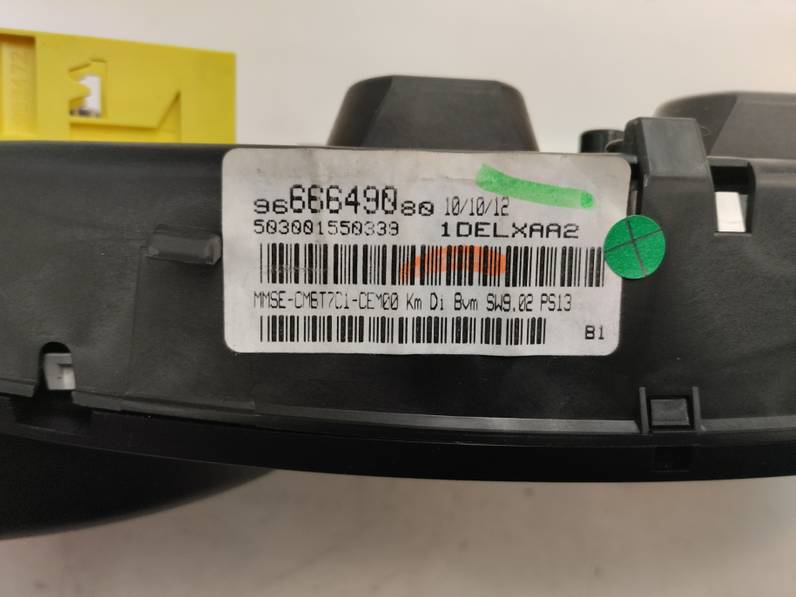 9666649080 10/10/12
503001550339 1DELXAA2
MMSE-CMBT7C1-CEM00 Km Di Bvm SW9.02 PS13
B1